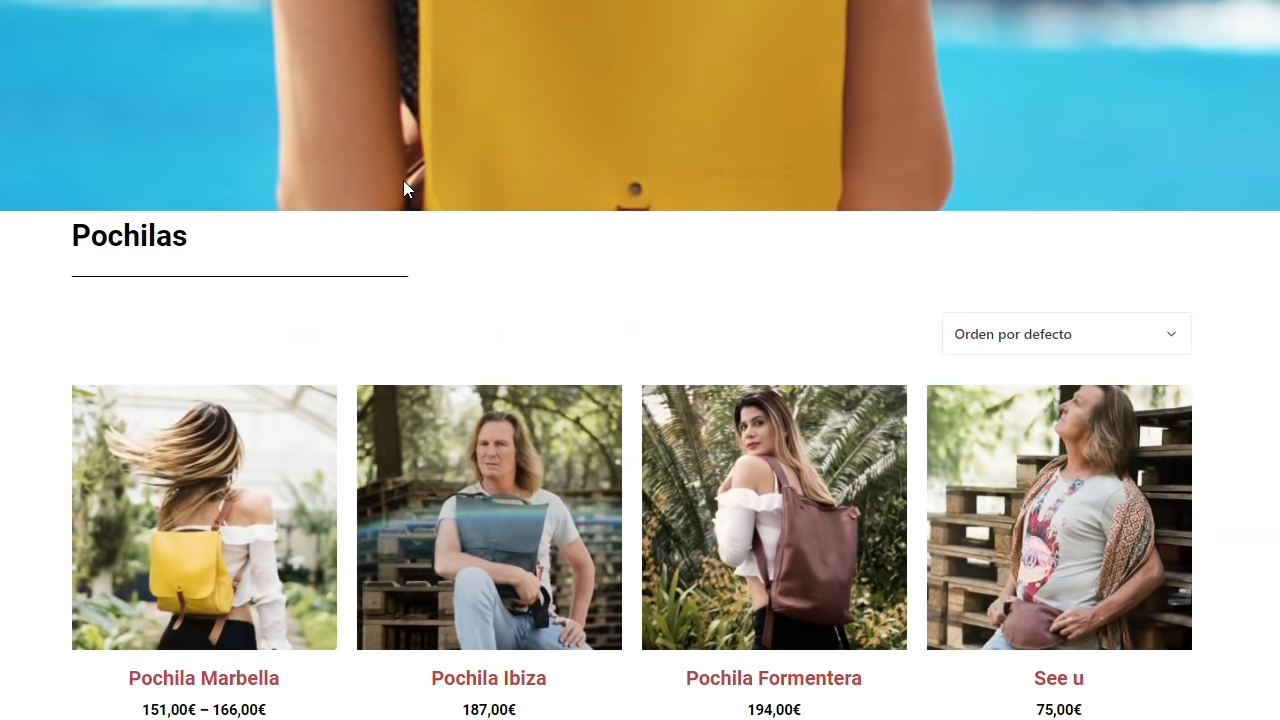 Pochilas
Orden por defecto
Pochila Marbella
Pochila Ibiza
Pochila Formentera
See u
151,00€ – 166,00€
187,00€
194,00€
75,00€